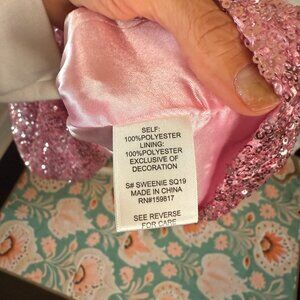 SELF:
100%POLYESTER
LINING:
100%POLYESTER
EXCLUSIVE OF
DECORATION
S# SWEENIE SQ19
MADE IN CHINA
RN#159617
SEE REVERSE
FOR CARE